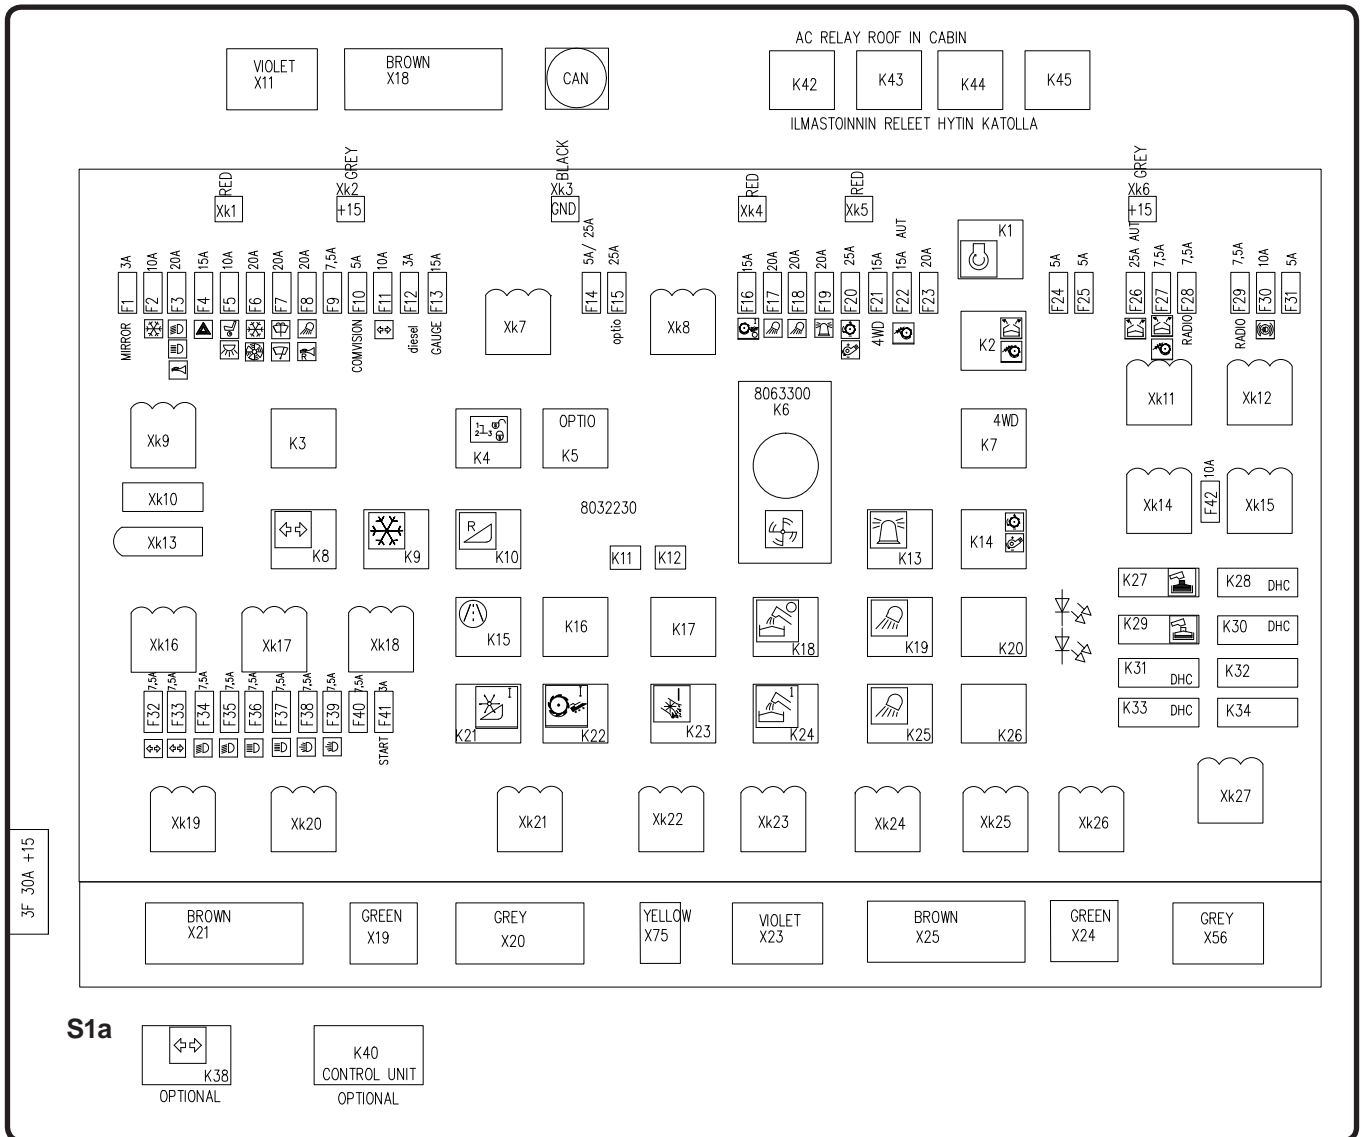 AC RELAY ROOF IN CABIN
VIOLET
X11
BROWN
X18
CAN
K42
K43
K44
K45
ILMASTOINNIN RELEET HYTIN KATOLLA
RED
Xk1
Xk2 GREY
+15
Xk3 BLACK
GND
RED
Xk4
RED
Xk5
Xk6 GREY
+15
K1
3A
10A
20A
15A
10A
20A
20A
20A
7,5A
5A
10A
3A
15A
5A/ 25A
25A
15A
20A
20A
20A
25A
15A
15A AUT
20A
5A
5A
25A AUT
7,5A
7,5A
7,5A
10A
5A
F1
F2
F3
F4
F5
F6
F7
F8
F9
F10
F11
F12
F13
F14
F15
F16
F17
F18
F19
F20
F21
F22
F23
F24
F25
F26
F27
F28
F29
F30
F31
MIRROR
COMVISION
diesel
GAUGE
optio
4WD
RADIO
RADIO
Xk7
Xk8
K2
Xk11
Xk12
Xk9
K3
K4
OPTIO
K5
8063300
K6
4WD
K7
Xk10
Xk13
K8
K9
R
K10
8032230
K11
K12
K13
K14
Xk14
10A
F42
Xk15
K27
K28 DHC
K29
K30 DHC
K31 DHC
K32
K33 DHC
K34
Xk16
Xk17
Xk18
K15
K16
K17
K18
K19
K20
7,5A
7,5A
7,5A
7,5A
7,5A
7,5A
7,5A
7,5A
7,5A
3A
F32
F33
F34
F35
F36
F37
F38
F39
F40
F41
START
I
K21
I
K22
K23
1
K24
K25
K26
Xk19
Xk20
Xk21
Xk22
Xk23
Xk24
Xk25
Xk26
Xk27
3F 30A +15
BROWN
X21
GREEN
X19
GREY
X20
YELLOW
X75
VIOLET
X23
BROWN
X25
GREEN
X24
GREY
X56
S1a
K38
OPTIONAL
K40
CONTROL UNIT
OPTIONAL